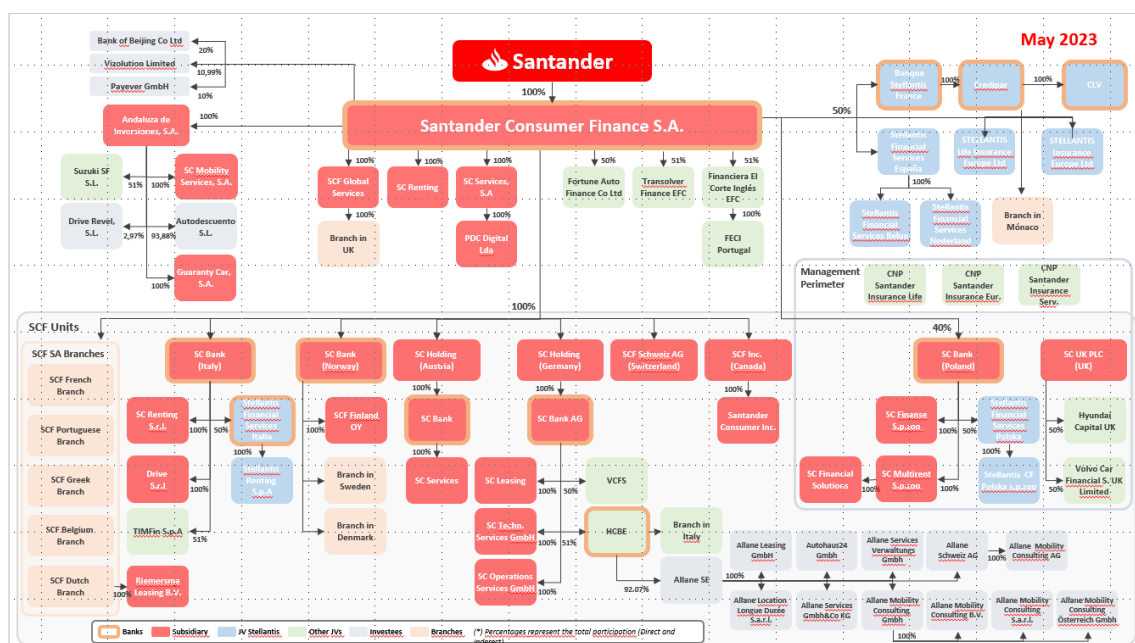 May 2023
Santander
100%
Santander Consumer Finance S.A.
Bank of Beijing Co Ltd
20%
Vizolution Limited
10,99%
Payever GmbH
10%
Andaluza de
Inversiones, S.A.
100%
Suzuki SF
S.L.
51%
100%
SC Mobility
Services, S.A.
Drive Revel,
S.L.
2,97%
93,88%
Autodescuento
S.L.
Guaranty Car,
S.A.
100%
100%
SCF Global
Services
100%
Branch in
UK
100%
SC Renting
100%
SC Services,
S.A
100%
PDC Digital
Lda
50%
Fortune Auto
Finance Co Ltd
51%
Transolver
Finance EFC
51%
Financiera El
Corte Inglés
EFC
100%
FECI
Portugal
50%
Banque
Stellantis
France
100%
Credipar
100%
CLV
Stellantis
Financial
Services
España
STELLANTIS
Life Insurance
Europe Ltd
STELLANTIS
Insurance
Europe Ltd
100%
Stellantis
Financial
Services Belux
Stellantis
Financial
Services
Nederland
Branch in
Mónaco
Management
Perimeter
CNP
Santander
Insurance Life
CNP
Santander
Insurance Eur.
CNP
Santander
Insurance
Serv.
100%
40%
SCF Units
SCF SA Branches
SCF French
Branch
SCF Portuguese
Branch
SCF Greek
Branch
SCF Belgium
Branch
SCF Dutch
Branch
100%
Riemersma
Leasing B.V.
SC Bank
(Italy)
SC Renting
S.r.l.
100%
50%
Stellantis
Financial
Services
Italia
100%
Stellantis
Renting
S.p.A
Drive
S.r.l
100%
TIMFin S.p.A
51%
SC Bank
(Norway)
100%
SCF Finland
OY
Branch in
Sweden
Branch in
Denmark
SC Holding
(Austria)
100%
SC Bank
100%
SC Services
SC Holding
(Germany)
100%
SC Bank AG
SC Leasing
100%
50%
VCFS
SC Techn.
Services GmbH
100%
51%
HCBE
Branch in
Italy
SC Operations
Services GmbH
100%
92.07%
Allane SE
100%
SCF Schweiz AG
(Switzerland)
SCF Inc.
(Canada)
100%
Santander
Consumer Inc.
SC Bank
(Poland)
SC Finanse
S.p.zoo
100%
50%
Stellantis
Financial
Services
Polska
100%
SC Financial
Solutions
100%
SC Multirent
S.p.zoo
100%
Stellantis CF
Polska s.p.zoo
SC UK PLC
(UK)
50%
Hyundai
Capital UK
50%
Volvo Car
Financial S. UK
Limited
Allane Leasing
GmbH
Autohaus24
Gmbh
Allane Services
Verwaltungs
Gmbh
Allane
Schweiz AG
100%
Allane Mobility
Consulting AG
Allane Location
Longue Durée
S.a.r.l.
Allane Services
Gmbh&Co KG
Allane Mobility
Consulting
Gmbh
Allane Mobility
Consulting B.V.
Allane Mobility
Consulting
S.a.r.l.
Allane Mobility
Consulting
Österreich Gmbh
100%
Banks
Subsidiary
JV Stellantis
Other JVs
Investees
Branches
(*) Percentages represent the total participation (Direct and